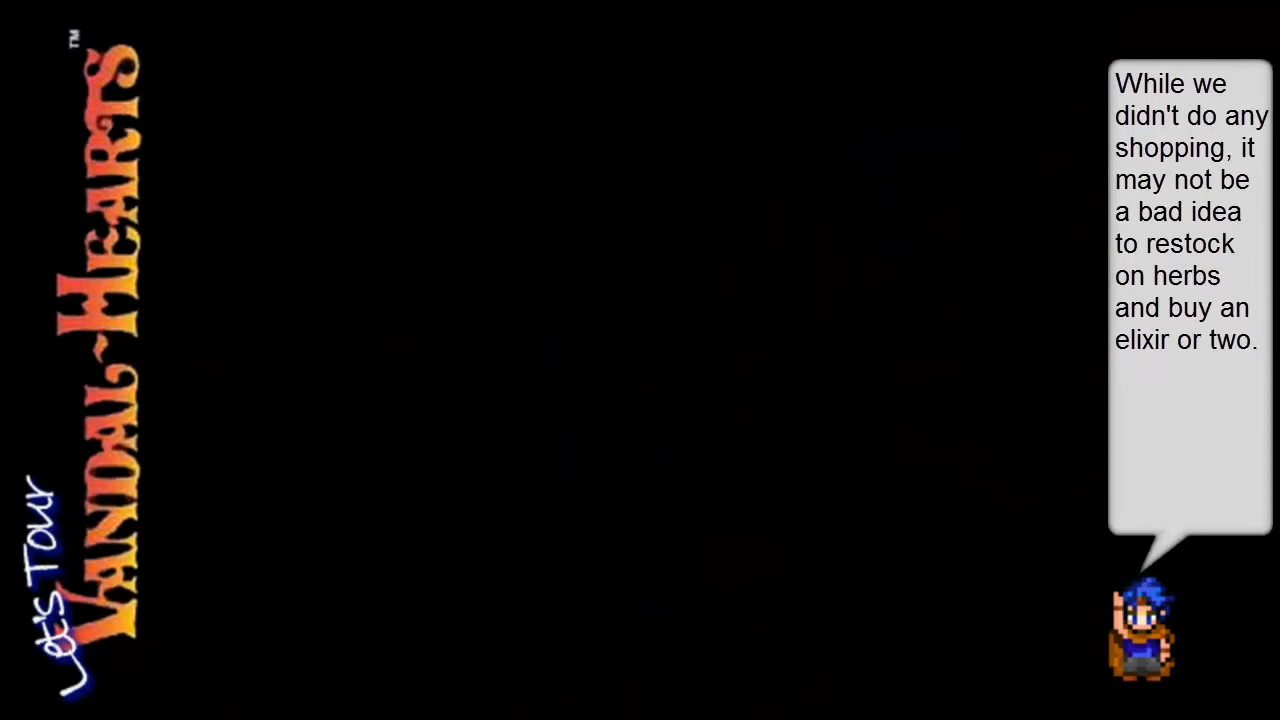 Let's Tour
VANDAL-HEARTS™
While we
didn't do any
shopping, it
may not be
a bad idea
to restock
on herbs
and buy an
elixir or two.